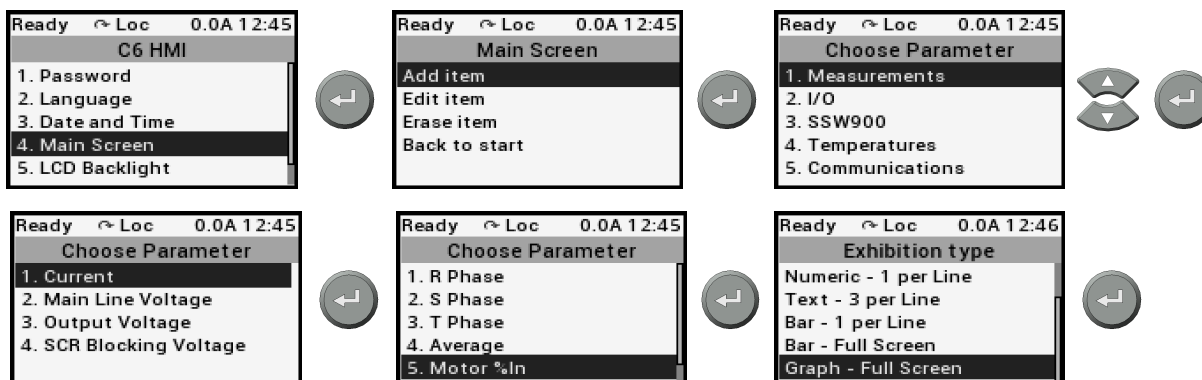 Ready Loc 0.0A 12:45
C6 HMI
1. Password
2. Language
3. Date and Time
4. Main Screen
5. LCD Backlight
Ready Loc 0.0A 12:45
Main Screen
Add item
Edit item
Erase item
Back to start
Ready Loc 0.0A 12:45
Choose Parameter
1. Measurements
2. I/O
3. SSW900
4. Temperatures
5. Communications
Ready Loc 0.0A 12:45
Choose Parameter
1. Current
2. Main Line Voltage
3. Output Voltage
4. SCR Blocking Voltage
Ready Loc 0.0A 12:45
Choose Parameter
1. R Phase
2. S Phase
3. T Phase
4. Average
5. Motor %In
Ready Loc 0.0A 12:46
Exhibition type
Numeric - 1 per Line
Text - 3 per Line
Bar - 1 per Line
Bar - Full Screen
Graph - Full Screen